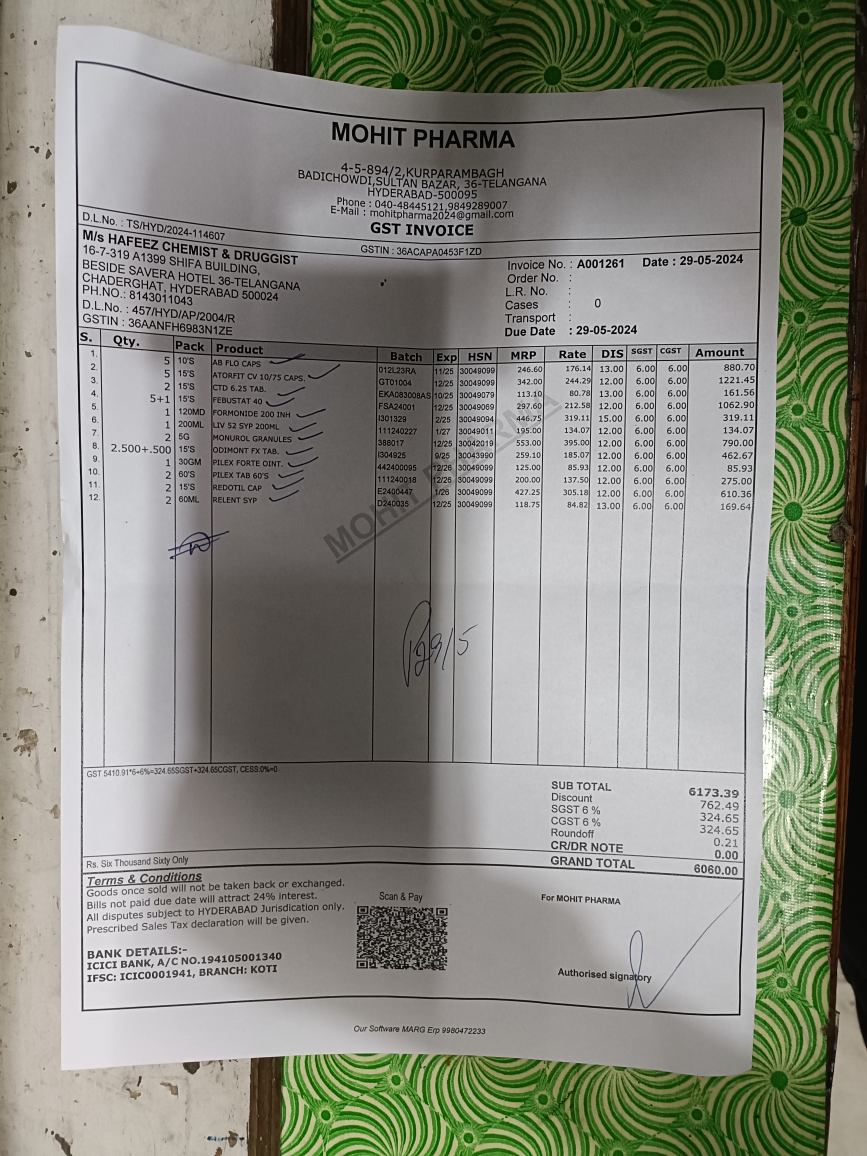 MOHIT PHARMA
4-5-894/2,KURPARAMBAGH
BADICHOWDI,SULTAN BAZAR, 36-TELANGANA
HYDERABAD-500095
Phone : 040-48445121,9849289007
E-Mail : mohitpharma2024@gmail.com
D.L.No. : TS/HYD/2024-114607
GST INVOICE
GSTIN : 36ACAPA0453F1ZD
M/s HAFEEZ CHEMIST & DRUGGIST
16-7-319 A1399 SHIFA BUILDING,
BESIDE SAVERA HOTEL 36-TELANGANA
CHADERGHAT, HYDERABAD 500024
PH.NO.: 8143011043
D.L.No. : 457/HYD/AP/2004/R
GSTIN : 36AANFH6983N1ZE
Invoice No. : A001261 Date : 29-05-2024
Order No. :
L.R. No. :
Cases : 0
Transport :
Due Date : 29-05-2024
S. Qty. Pack Product Batch Exp HSN MRP Rate DIS SGST CGST Amount
1. 5 10'S AB FLO CAPS 012L23RA 11/25 30049099 246.60 176.14 13.00 6.00 6.00 880.70
2. 5 15'S ATORFIT CV 10/75 CAPS. GT01004 12/25 30049099 342.00 244.29 12.00 6.00 6.00 1221.45
3. 2 15'S CTD 6.25 TAB. EKA083008AS 10/25 30049079 113.10 80.78 13.00 6.00 6.00 161.56
4. 5+1 15'S FEBUSTAT 40 FSA24001 12/25 30049069 297.60 212.58 12.00 6.00 6.00 1062.90
5. 1 120MD FORMONIDE 200 INH I301329 2/25 30049094 446.75 319.11 15.00 6.00 6.00 319.11
6. 1 200ML LIV 52 SYP 200ML 111240227 1/27 30049011 195.00 134.07 12.00 6.00 6.00 134.07
7. 2 5G MONUROL GRANULES 388017 12/25 30042019 553.00 395.00 12.00 6.00 6.00 790.00
8. 2.500+.500 15'S ODIMONT FX TAB. I304925 9/25 30043990 259.10 185.07 12.00 6.00 6.00 462.67
9. 1 30GM PILEX FORTE OINT. 442400095 12/26 30049099 125.00 85.93 12.00 6.00 6.00 85.93
10. 2 60'S PILEX TAB 60'S 111240018 12/26 30049099 200.00 137.50 12.00 6.00 6.00 275.00
11. 2 15'S REDOTIL CAP E2400447 1/26 30049099 427.25 305.18 12.00 6.00 6.00 610.36
12. 2 60ML RELENT SYP D240035 12/25 30049099 118.75 84.82 13.00 6.00 6.00 169.64
MOHIT PHARMA
29/5
GST 5410.91*6+6%=324.65SGST+324.65CGST, CESS:0%=0
SUB TOTAL 6173.39
Discount 762.49
SGST 6 % 324.65
CGST 6 % 324.65
Roundoff 0.21
CR/DR NOTE 0.00
GRAND TOTAL 6060.00
Rs. Six Thousand Sixty Only
Terms & Conditions
Goods once sold will not be taken back or exchanged.
Bills not paid due date will attract 24% interest.
All disputes subject to HYDERABAD Jurisdication only.
Prescribed Sales Tax declaration will be given.
BANK DETAILS:-
ICICI BANK, A/C NO.194105001340
IFSC: ICIC0001941, BRANCH: KOTI
Scan & Pay
For MOHIT PHARMA
Authorised signatory
Our Software MARG Erp 9980472233